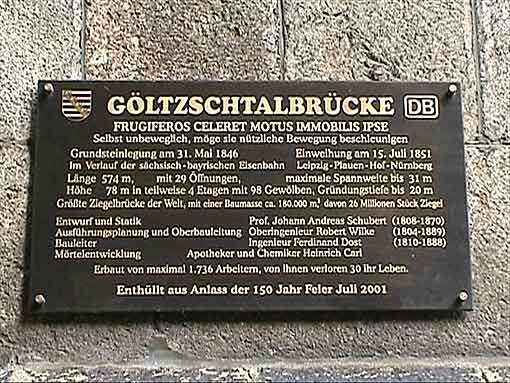 GÖLTZSCHTALBRÜCKE DB
FRUGIFEROS CELERET MOTUS IMMOBILIS IPSE
Selbst unbeweglich, möge sie nützliche Bewegung beschleunigen
Grundsteinlegung am 31. Mai 1846 Einweihung am 15. Juli 1851
Im Verlauf der sächsisch-bayrischen Eisenbahn Leipzig-Plauen-Hof-Nürnberg
Länge 574 m, mit 29 Öffnungen, maximale Spannweite bis 31 m
Höhe 78 m in teilweise 4 Etagen mit 98 Gewölben, Gründungstiefe bis 20 m
Größte Ziegelbrücke der Welt, mit einer Baumasse ca. 180.000 m³, davon 26 Millionen Stück Ziegel
Entwurf und Statik Prof. Johann Andreas Schubert (1808-1870)
Ausführungsplanung und Oberbauleitung Oberingenieur Robert Wilke (1804-1889)
Bauleiter Ingenieur Ferdinand Dost (1810-1888)
Mörtelentwicklung Apotheker und Chemiker Heinrich Carl
Erbaut von maximal 1.736 Arbeitern, von Ihnen verloren 30 ihr Leben.
Enthüllt aus Anlass der 150 Jahr Feier Juli 2001